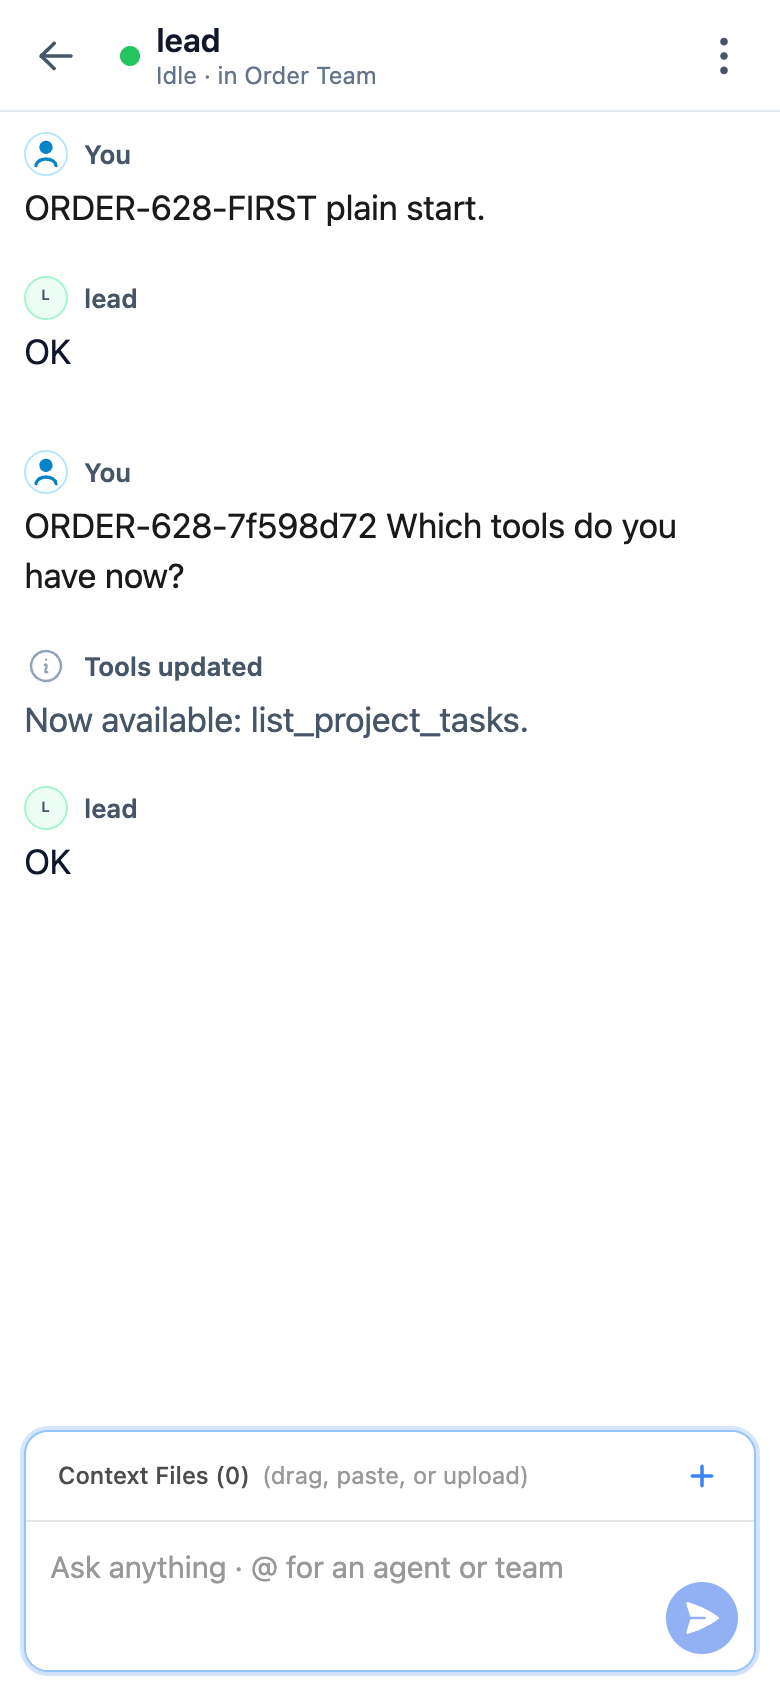 lead
Idle · in Order Team
You
ORDER-628-FIRST plain start.
L
lead
OK
You
ORDER-628-7f598d72 Which tools do you
have now?
Tools updated
Now available: list_project_tasks.
L
lead
OK
Context Files (0) (drag, paste, or upload)
Ask anything · @ for an agent or team